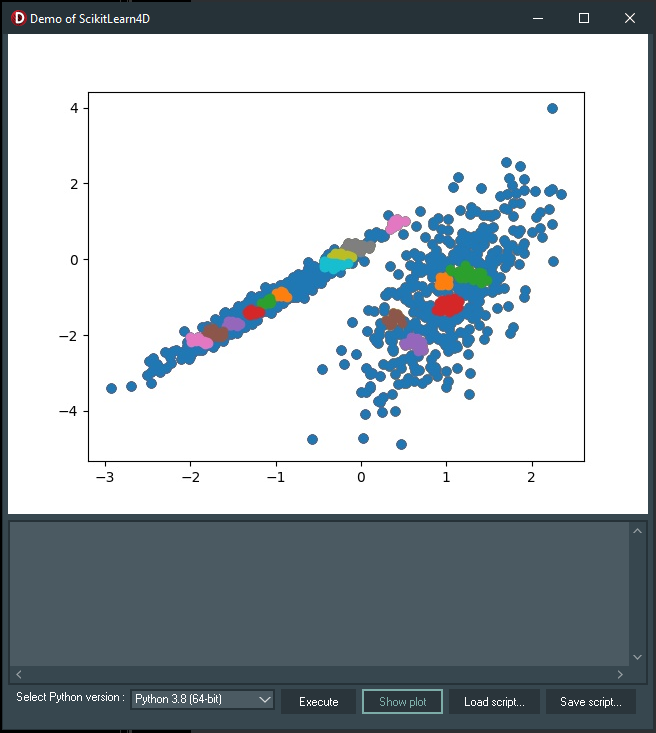 Demo of ScikitLearn4D
4
2
0
−2
−4
−3 −2 −1 0 1 2
Select Python version : Python 3.8 (64-bit) Execute Show plot Load script... Save script...